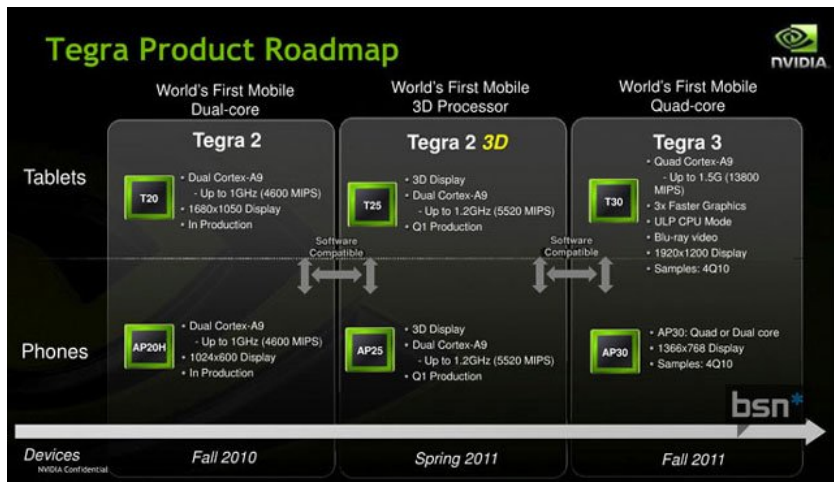 Tegra Product Roadmap
NVIDIA
World's First Mobile
Dual-core
World's First Mobile
3D Processor
World's First Mobile
Quad-core
Tablets
Tegra 2
T20
• Dual Cortex-A9
- Up to 1GHz (4600 MIPS)
• 1680x1050 Display
• In Production
Tegra 2 3D
T25
• 3D Display
• Dual Cortex-A9
- Up to 1.2GHz (5520 MIPS)
• Q1 Production
Tegra 3
T30
• Quad Cortex-A9
- Up to 1.5G (13800
MIPS)
• 3x Faster Graphics
• ULP CPU Mode
• Blu-ray video
• 1920x1200 Display
• Samples: 4Q10
Software
Compatible
Software
Compatible
Phones
AP20H
• Dual Cortex-A9
- Up to 1GHz (4600 MIPS)
• 1024x600 Display
• In Production
AP25
• 3D Display
• Dual Cortex-A9
- Up to 1.2GHz (5520 MIPS)
• Q1 Production
AP30
• AP30: Quad or Dual core
• 1366x768 Display
• Samples: 4Q10
bsn*
Devices
Fall 2010
Spring 2011
Fall 2011
NVIDIA Confidential